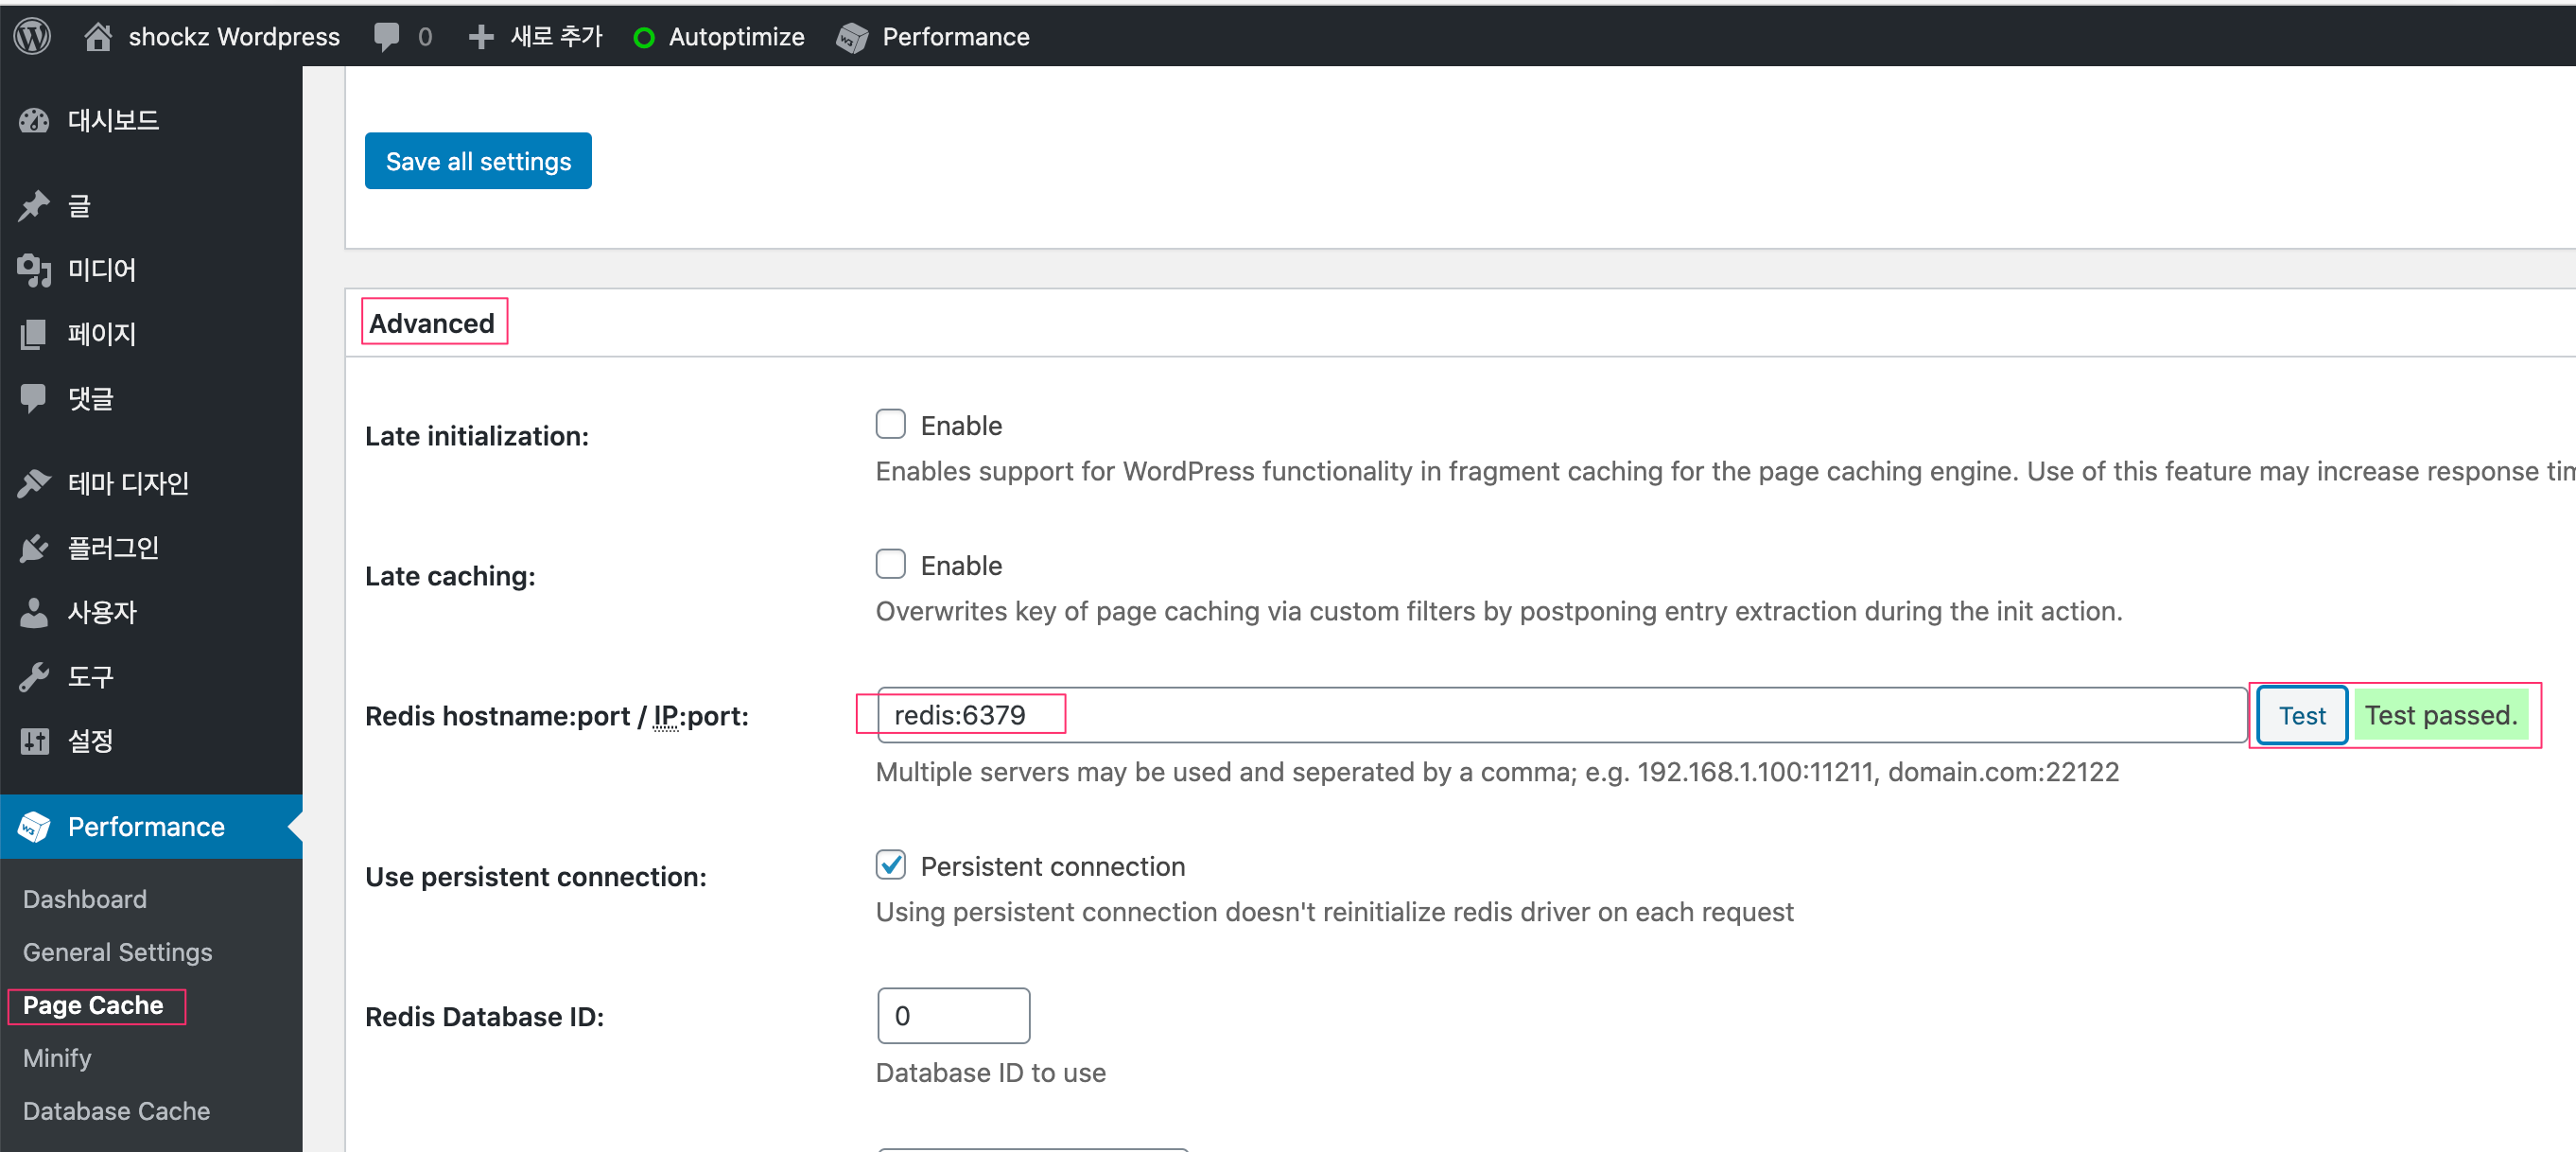 shockz Wordpress 0 새로 추가 Autoptimize Performance
대시보드
글
미디어
페이지
댓글
테마 디자인
플러그인
사용자
도구
설정
Performance
Dashboard
General Settings
Page Cache
Minify
Database Cache
Save all settings
Advanced
Late initialization:
Enable
Enables support for WordPress functionality in fragment caching for the page caching engine. Use of this feature may increase response
Late caching:
Enable
Overwrites key of page caching via custom filters by postponing entry extraction during the init action.
Redis hostname:port / IP:port:
redis:6379
Test
Test passed.
Multiple servers may be used and seperated by a comma; e.g. 192.168.1.100:11211, domain.com:22122
Use persistent connection:
Persistent connection
Using persistent connection doesn't reinitialize redis driver on each request
Redis Database ID:
0
Database ID to use